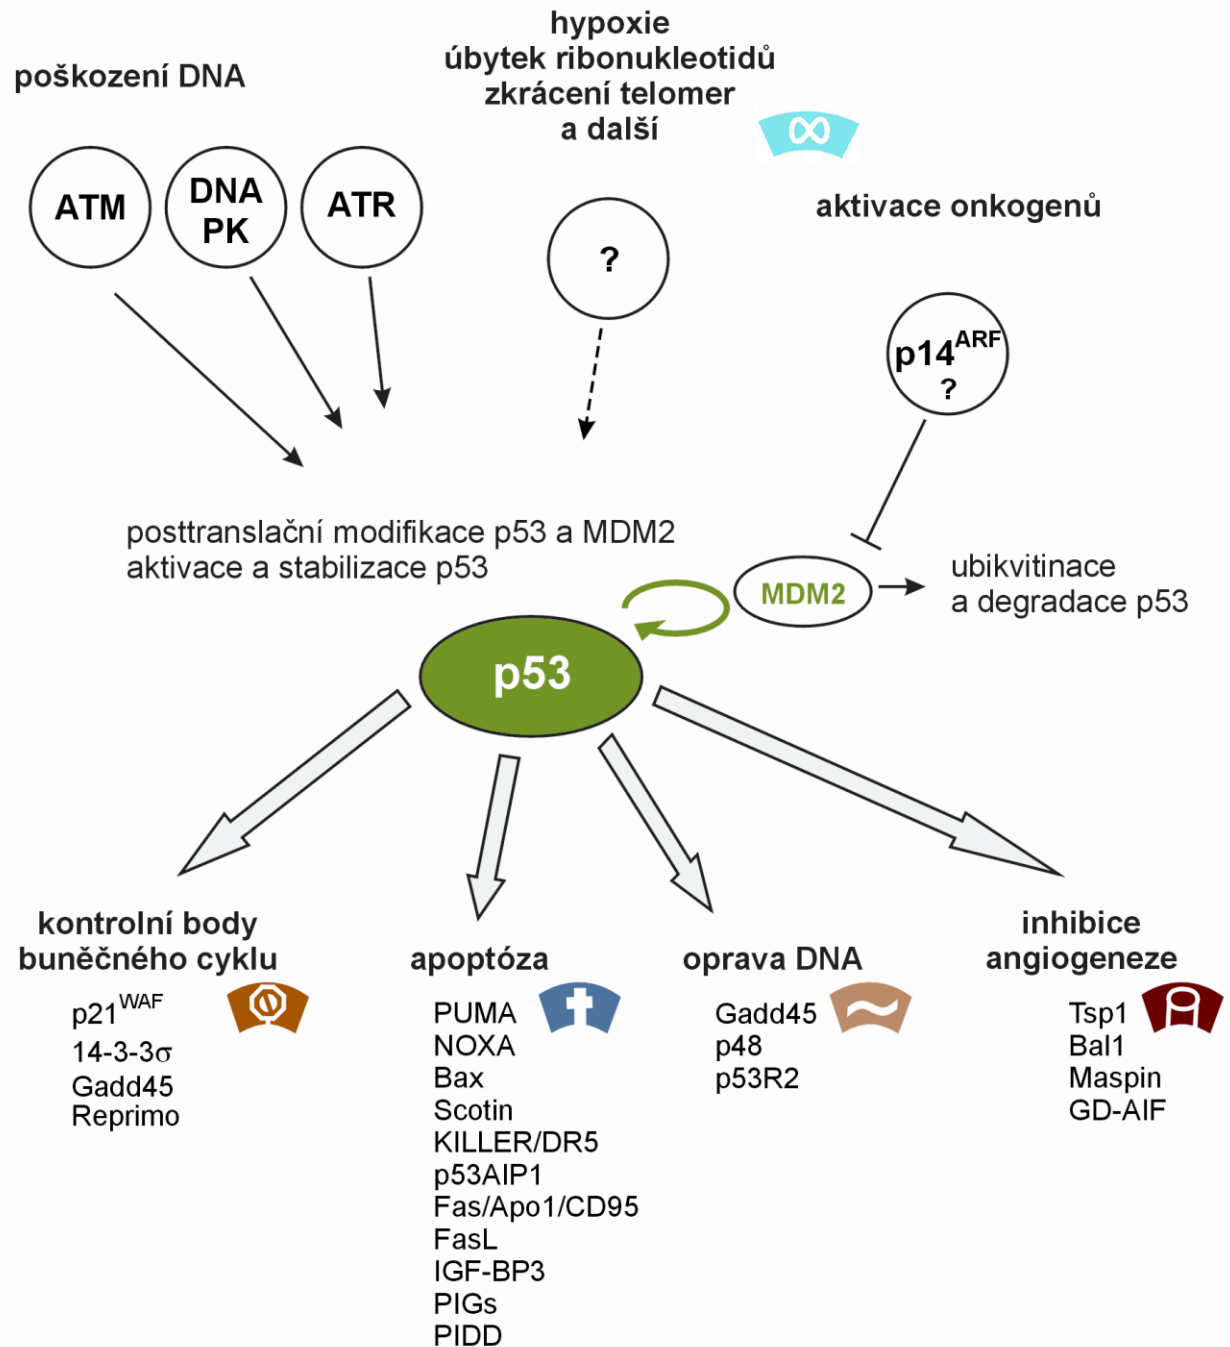 poškození DNA
hypoxie
úbytek ribonukleotidů
zkrácení telomer
a další
aktivace onkogenů
ATM
DNA
PK
ATR
?
p14ARF
?
posttranslační modifikace p53 a MDM2
aktivace a stabilizace p53
MDM2
ubikvitinace
a degradace p53
p53
kontrolní body
buněčného cyklu
p21WAF
14-3-3σ
Gadd45
Reprimo
apoptóza
PUMA
NOXA
Bax
Scotin
KILLER/DR5
p53AIP1
Fas/Apo1/CD95
FasL
IGF-BP3
PIGs
PIDD
oprava DNA
Gadd45
p48
p53R2
inhibice
angiogeneze
Tsp1
Bal1
Maspin
GD-AIF